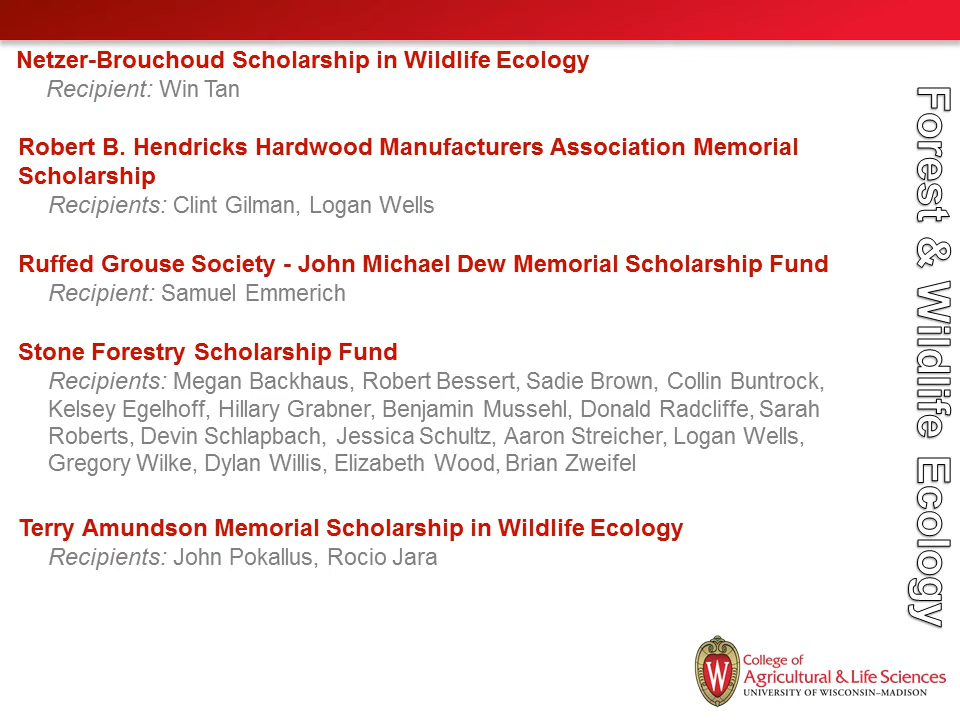 Netzer-Brouchoud Scholarship in Wildlife Ecology
Recipient: Win Tan
Robert B. Hendricks Hardwood Manufacturers Association Memorial
Scholarship
Recipients: Clint Gilman, Logan Wells
Ruffed Grouse Society - John Michael Dew Memorial Scholarship Fund
Recipient: Samuel Emmerich
Stone Forestry Scholarship Fund
Recipients: Megan Backhaus, Robert Bessert, Sadie Brown, Collin Buntrock,
Kelsey Egelhoff, Hillary Grabner, Benjamin Mussehl, Donald Radcliffe, Sarah
Roberts, Devin Schlapbach, Jessica Schultz, Aaron Streicher, Logan Wells,
Gregory Wilke, Dylan Willis, Elizabeth Wood, Brian Zweifel
Terry Amundson Memorial Scholarship in Wildlife Ecology
Recipients: John Pokallus, Rocio Jara
Forest & Wildlife Ecology
W
College of
Agricultural & Life Sciences
UNIVERSITY OF WISCONSIN–MADISON